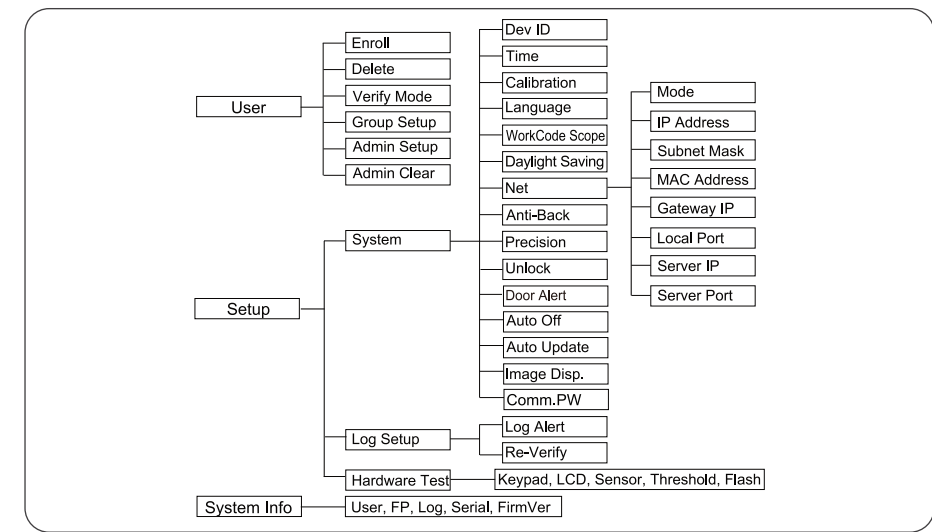 User
Enroll
Delete
Verify Mode
Group Setup
Admin Setup
Admin Clear
Setup
System
Dev ID
Time
Calibration
Language
WorkCode Scope
Daylight Saving
Net
Mode
IP Address
Subnet Mask
MAC Address
Gateway IP
Local Port
Server IP
Server Port
Anti-Back
Precision
Unlock
Door Alert
Auto Off
Auto Update
Image Disp.
Comm.PW
Log Setup
Log Alert
Re-Verify
Hardware Test
Keypad, LCD, Sensor, Threshold, Flash
System Info
User, FP, Log, Serial, FirmVer